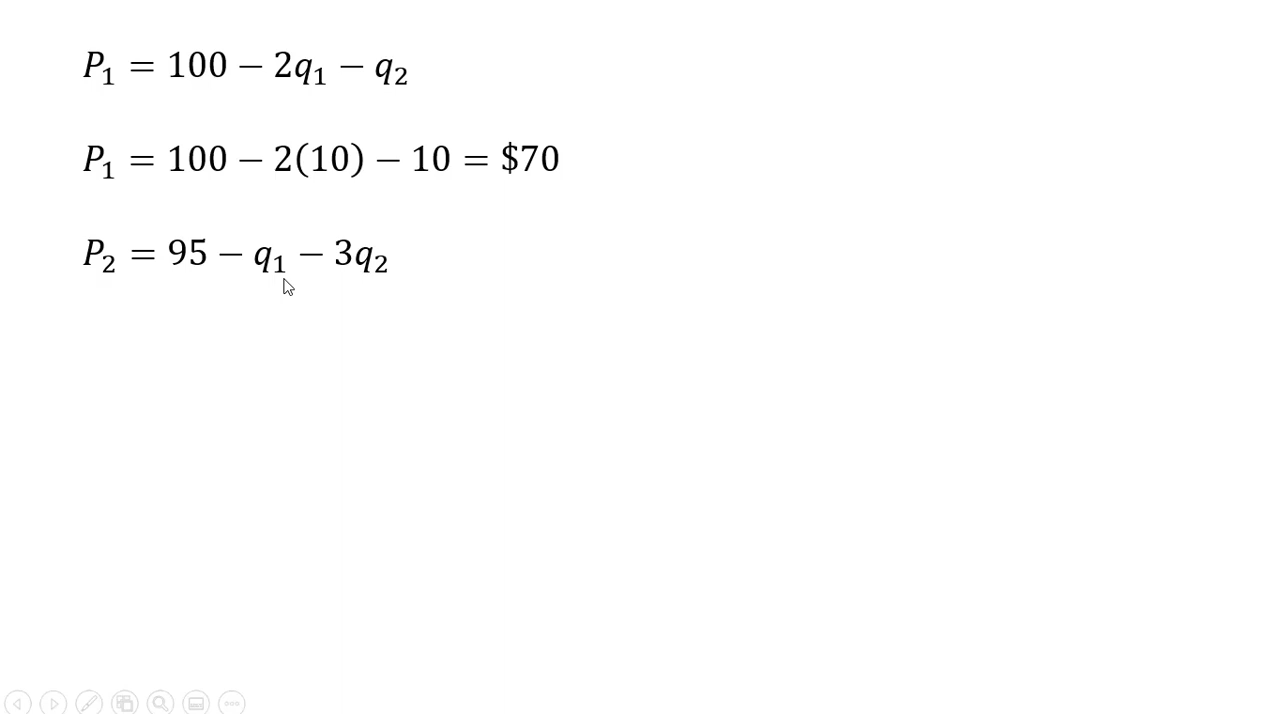 P₁ = 100 − 2q₁ − q₂
P₁ = 100 − 2(10) − 10 = $70
P₂ = 95 − q₁ − 3q₂